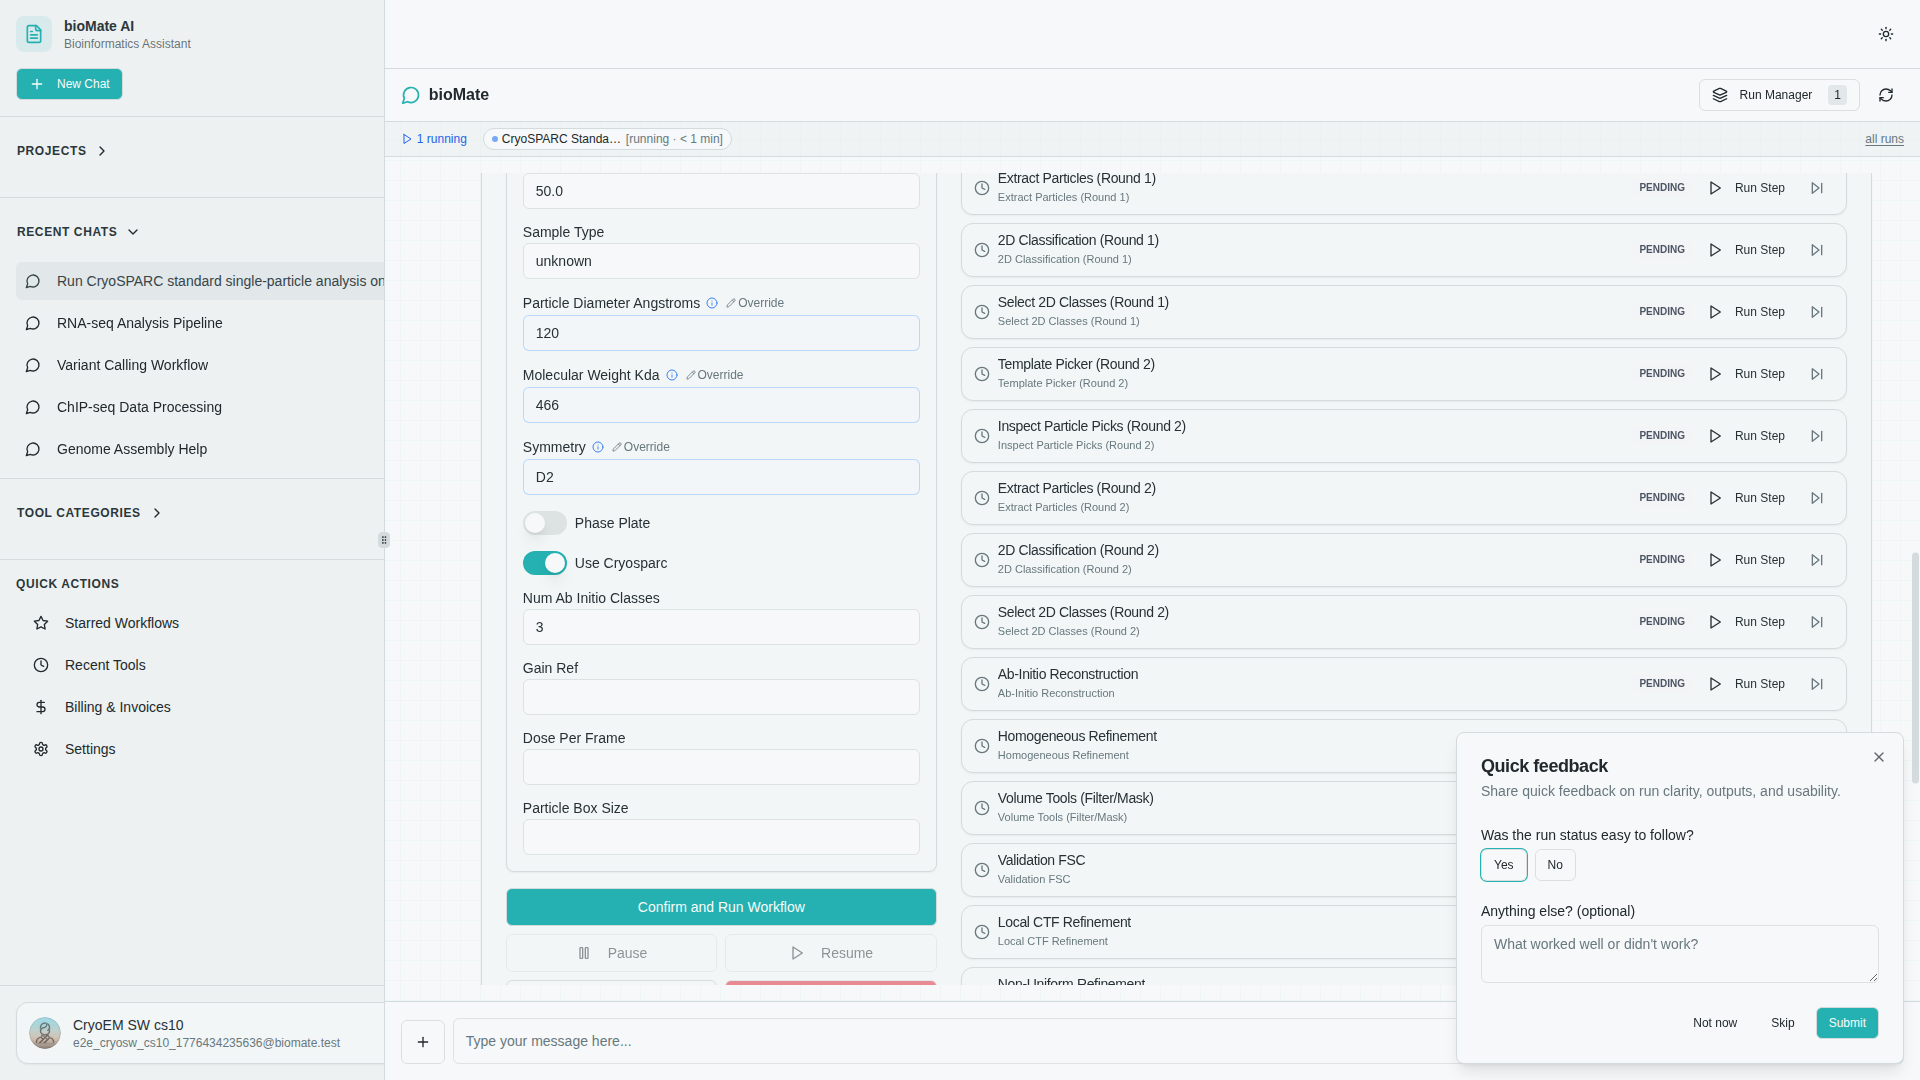 bioMate AI
Bioinformatics Assistant
New Chat
PROJECTS
RECENT CHATS
Run CryoSPARC standard single-particle analysis on
RNA-seq Analysis Pipeline
Variant Calling Workflow
ChIP-seq Data Processing
Genome Assembly Help
TOOL CATEGORIES
QUICK ACTIONS
Starred Workflows
Recent Tools
Billing & Invoices
Settings
CryoEM SW cs10
e2e_cryosw_cs10_1776434235636@biomate.test
bioMate
Run Manager 1
1 running
CryoSPARC Standa… [running · < 1 min]
all runs
50.0
Sample Type
unknown
Particle Diameter Angstroms Override
120
Molecular Weight Kda Override
466
Symmetry Override
D2
Phase Plate
Use Cryosparc
Num Ab Initio Classes
3
Gain Ref
Dose Per Frame
Particle Box Size
Confirm and Run Workflow
Pause
Resume
Extract Particles (Round 1)
Extract Particles (Round 1)
PENDING Run Step
2D Classification (Round 1)
2D Classification (Round 1)
PENDING Run Step
Select 2D Classes (Round 1)
Select 2D Classes (Round 1)
PENDING Run Step
Template Picker (Round 2)
Template Picker (Round 2)
PENDING Run Step
Inspect Particle Picks (Round 2)
Inspect Particle Picks (Round 2)
PENDING Run Step
Extract Particles (Round 2)
Extract Particles (Round 2)
PENDING Run Step
2D Classification (Round 2)
2D Classification (Round 2)
PENDING Run Step
Select 2D Classes (Round 2)
Select 2D Classes (Round 2)
PENDING Run Step
Ab-Initio Reconstruction
Ab-Initio Reconstruction
PENDING Run Step
Homogeneous Refinement
Homogeneous Refinement
Volume Tools (Filter/Mask)
Volume Tools (Filter/Mask)
Validation FSC
Validation FSC
Local CTF Refinement
Local CTF Refinement
Non-Uniform Refinement
Type your message here...
Quick feedback
Share quick feedback on run clarity, outputs, and usability.
Was the run status easy to follow?
Yes No
Anything else? (optional)
What worked well or didn't work?
Not now Skip Submit